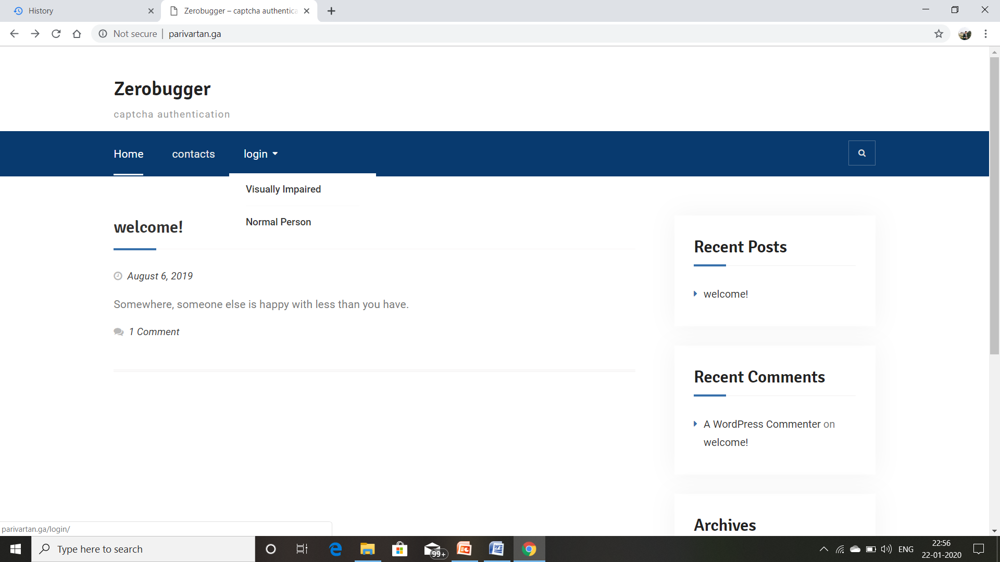 History
Zerobugger – captcha authentica
Not secure | parivartan.ga
Zerobugger
captcha authentication
Home
contacts
login
Visually Impaired
Normal Person
welcome!
August 6, 2019
Somewhere, someone else is happy with less than you have.
1 Comment
Recent Posts
welcome!
Recent Comments
A WordPress Commenter on
welcome!
Archives
parivartan.ga/login/
Type here to search
99+
ENG
22:56
22-01-2020